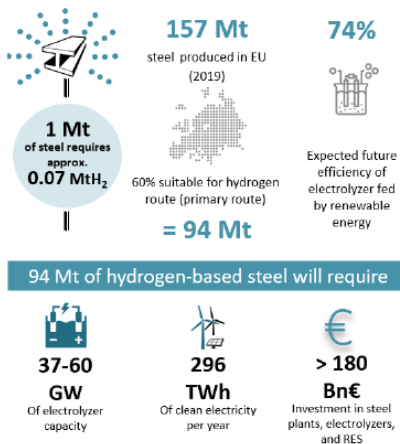 157 Mt
steel produced in EU
(2019)
74%
1 Mt
of steel requires
approx.
0.07 MtH₂
60% suitable for hydrogen
route (primary route)
= 94 Mt
Expected future
efficiency of
electrolyzer fed
by renewable
energy
94 Mt of hydrogen-based steel will require
37-60
GW
Of electrolyzer
capacity
296
TWh
Of clean electricity
per year
€
> 180
Bn€
Investment in steel
plants, electrolyzers,
and RES